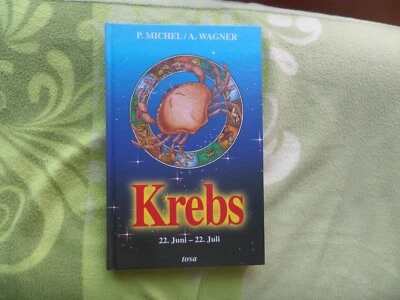 P. MICHEL / A. WAGNER
Krebs
22. Juni – 22. Juli
tosa